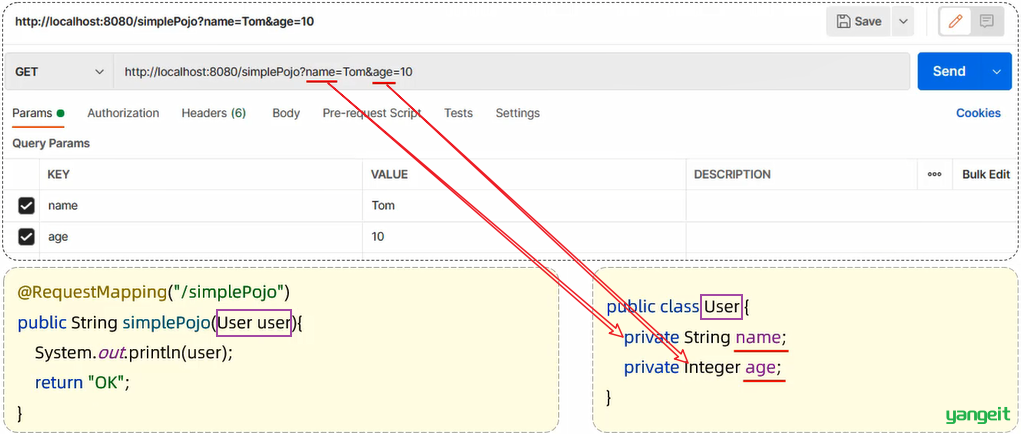 http://localhost:8080/simplePojo?name=Tom&age=10
Save
GET
http://localhost:8080/simplePojo?name=Tom&age=10
Send
Params
Authorization
Headers (6)
Body
Pre-request Script
Tests
Settings
Cookies
Query Params
KEY
VALUE
DESCRIPTION
Bulk Edit
name
Tom
age
10
@RequestMapping("/simplePojo")
public String simplePojo(User user){
System.out.println(user);
return "OK";
}
public class User {
private String name;
private Integer age;
}
yangeit